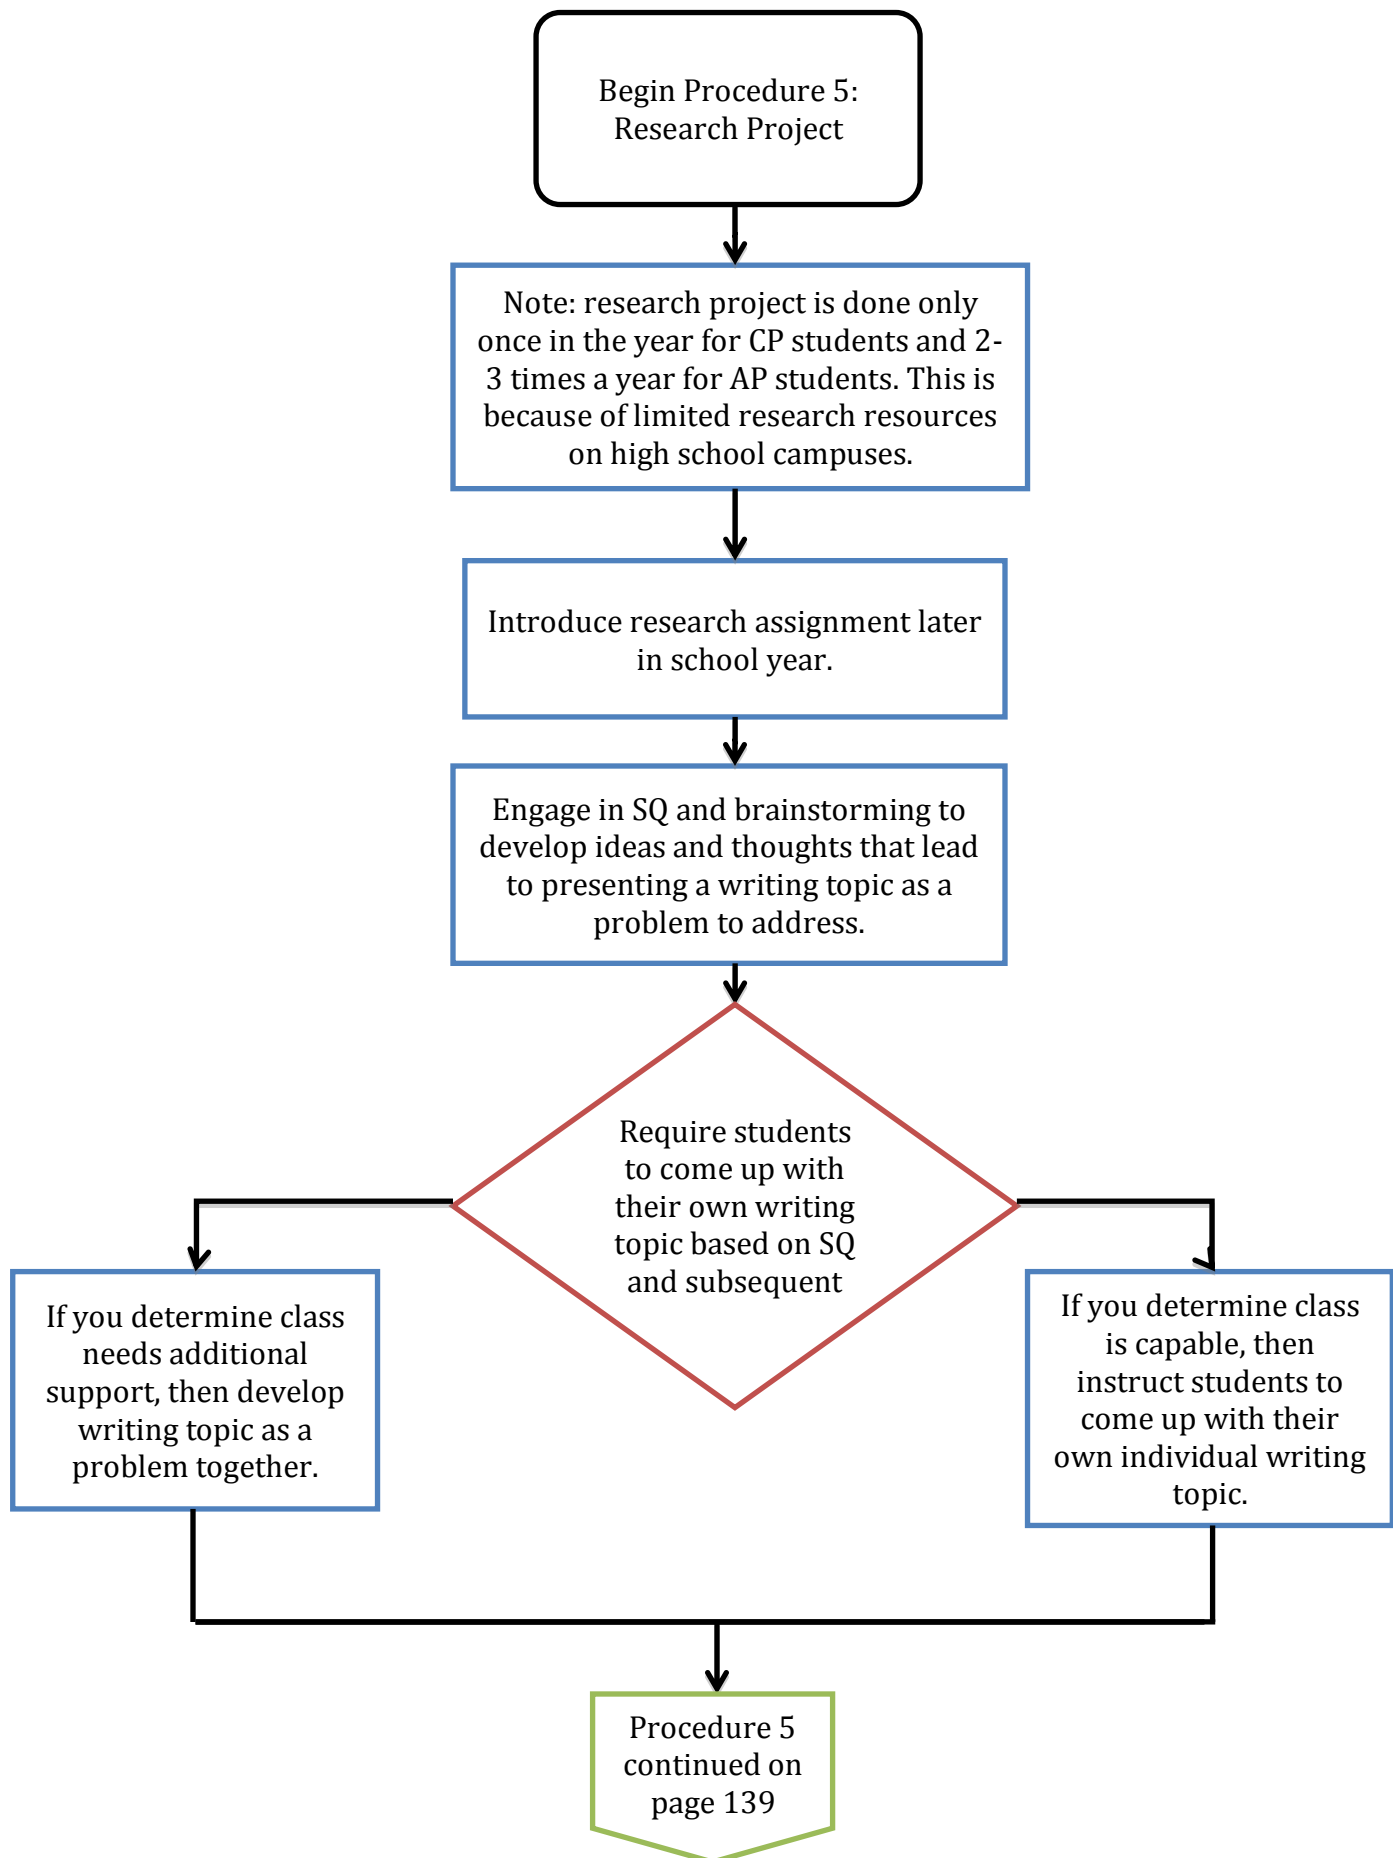 Begin Procedure 5:
Research Project
Note: research project is done only
once in the year for CP students and 2-
3 times a year for AP students. This is
because of limited research resources
on high school campuses.
Introduce research assignment later
in school year.
Engage in SQ and brainstorming to
develop ideas and thoughts that lead
to presenting a writing topic as a
problem to address.
Require students
to come up with
their own writing
topic based on SQ
and subsequent
If you determine class
needs additional
support, then develop
writing topic as a
problem together.
If you determine class
is capable, then
instruct students to
come up with their
own individual writing
topic.
Procedure 5
continued on
page 139